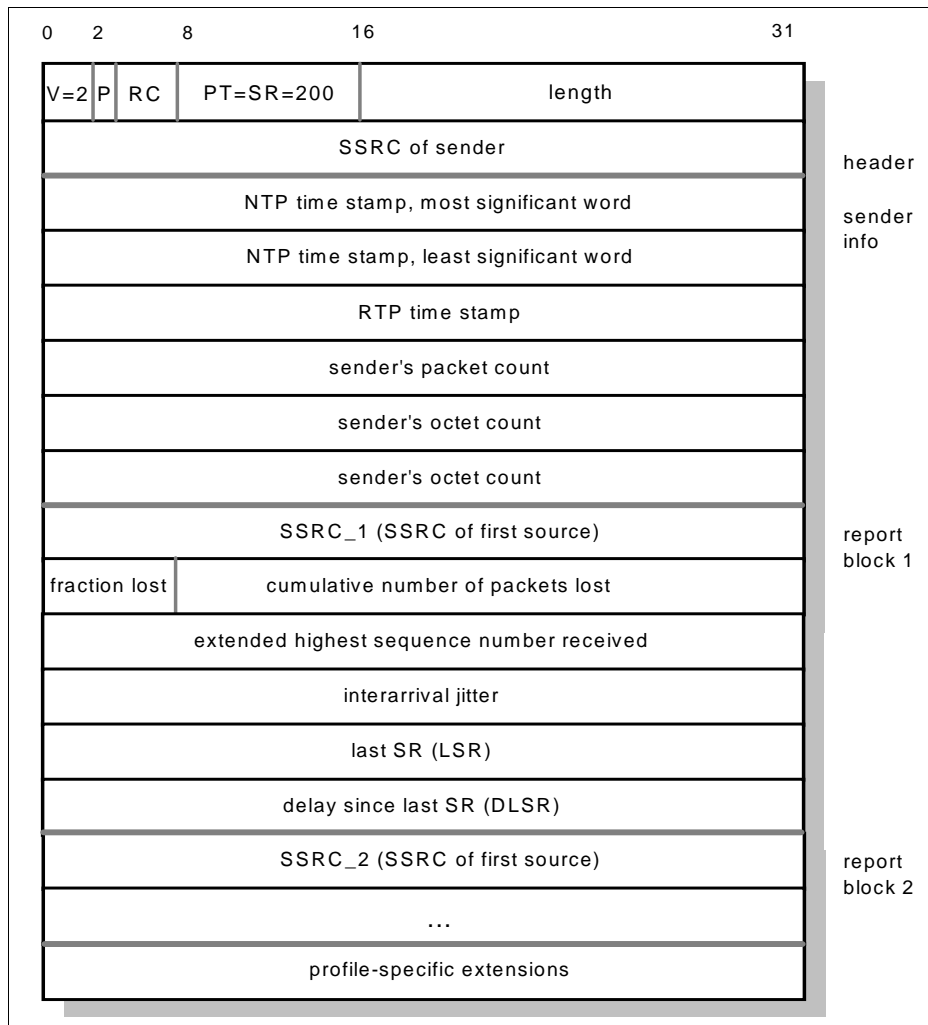 0 2 8 16 31
V=2 P RC PT=SR=200 length
SSRC of sender
header
NTP time stamp, most significant word
sender
info
NTP time stamp, least significant word
RTP time stamp
sender's packet count
sender's octet count
sender's octet count
SSRC_1 (SSRC of first source)
report
block 1
fraction lost cumulative number of packets lost
extended highest sequence number received
interarrival jitter
last SR (LSR)
delay since last SR (DLSR)
SSRC_2 (SSRC of first source)
report
block 2
...
profile-specific extensions